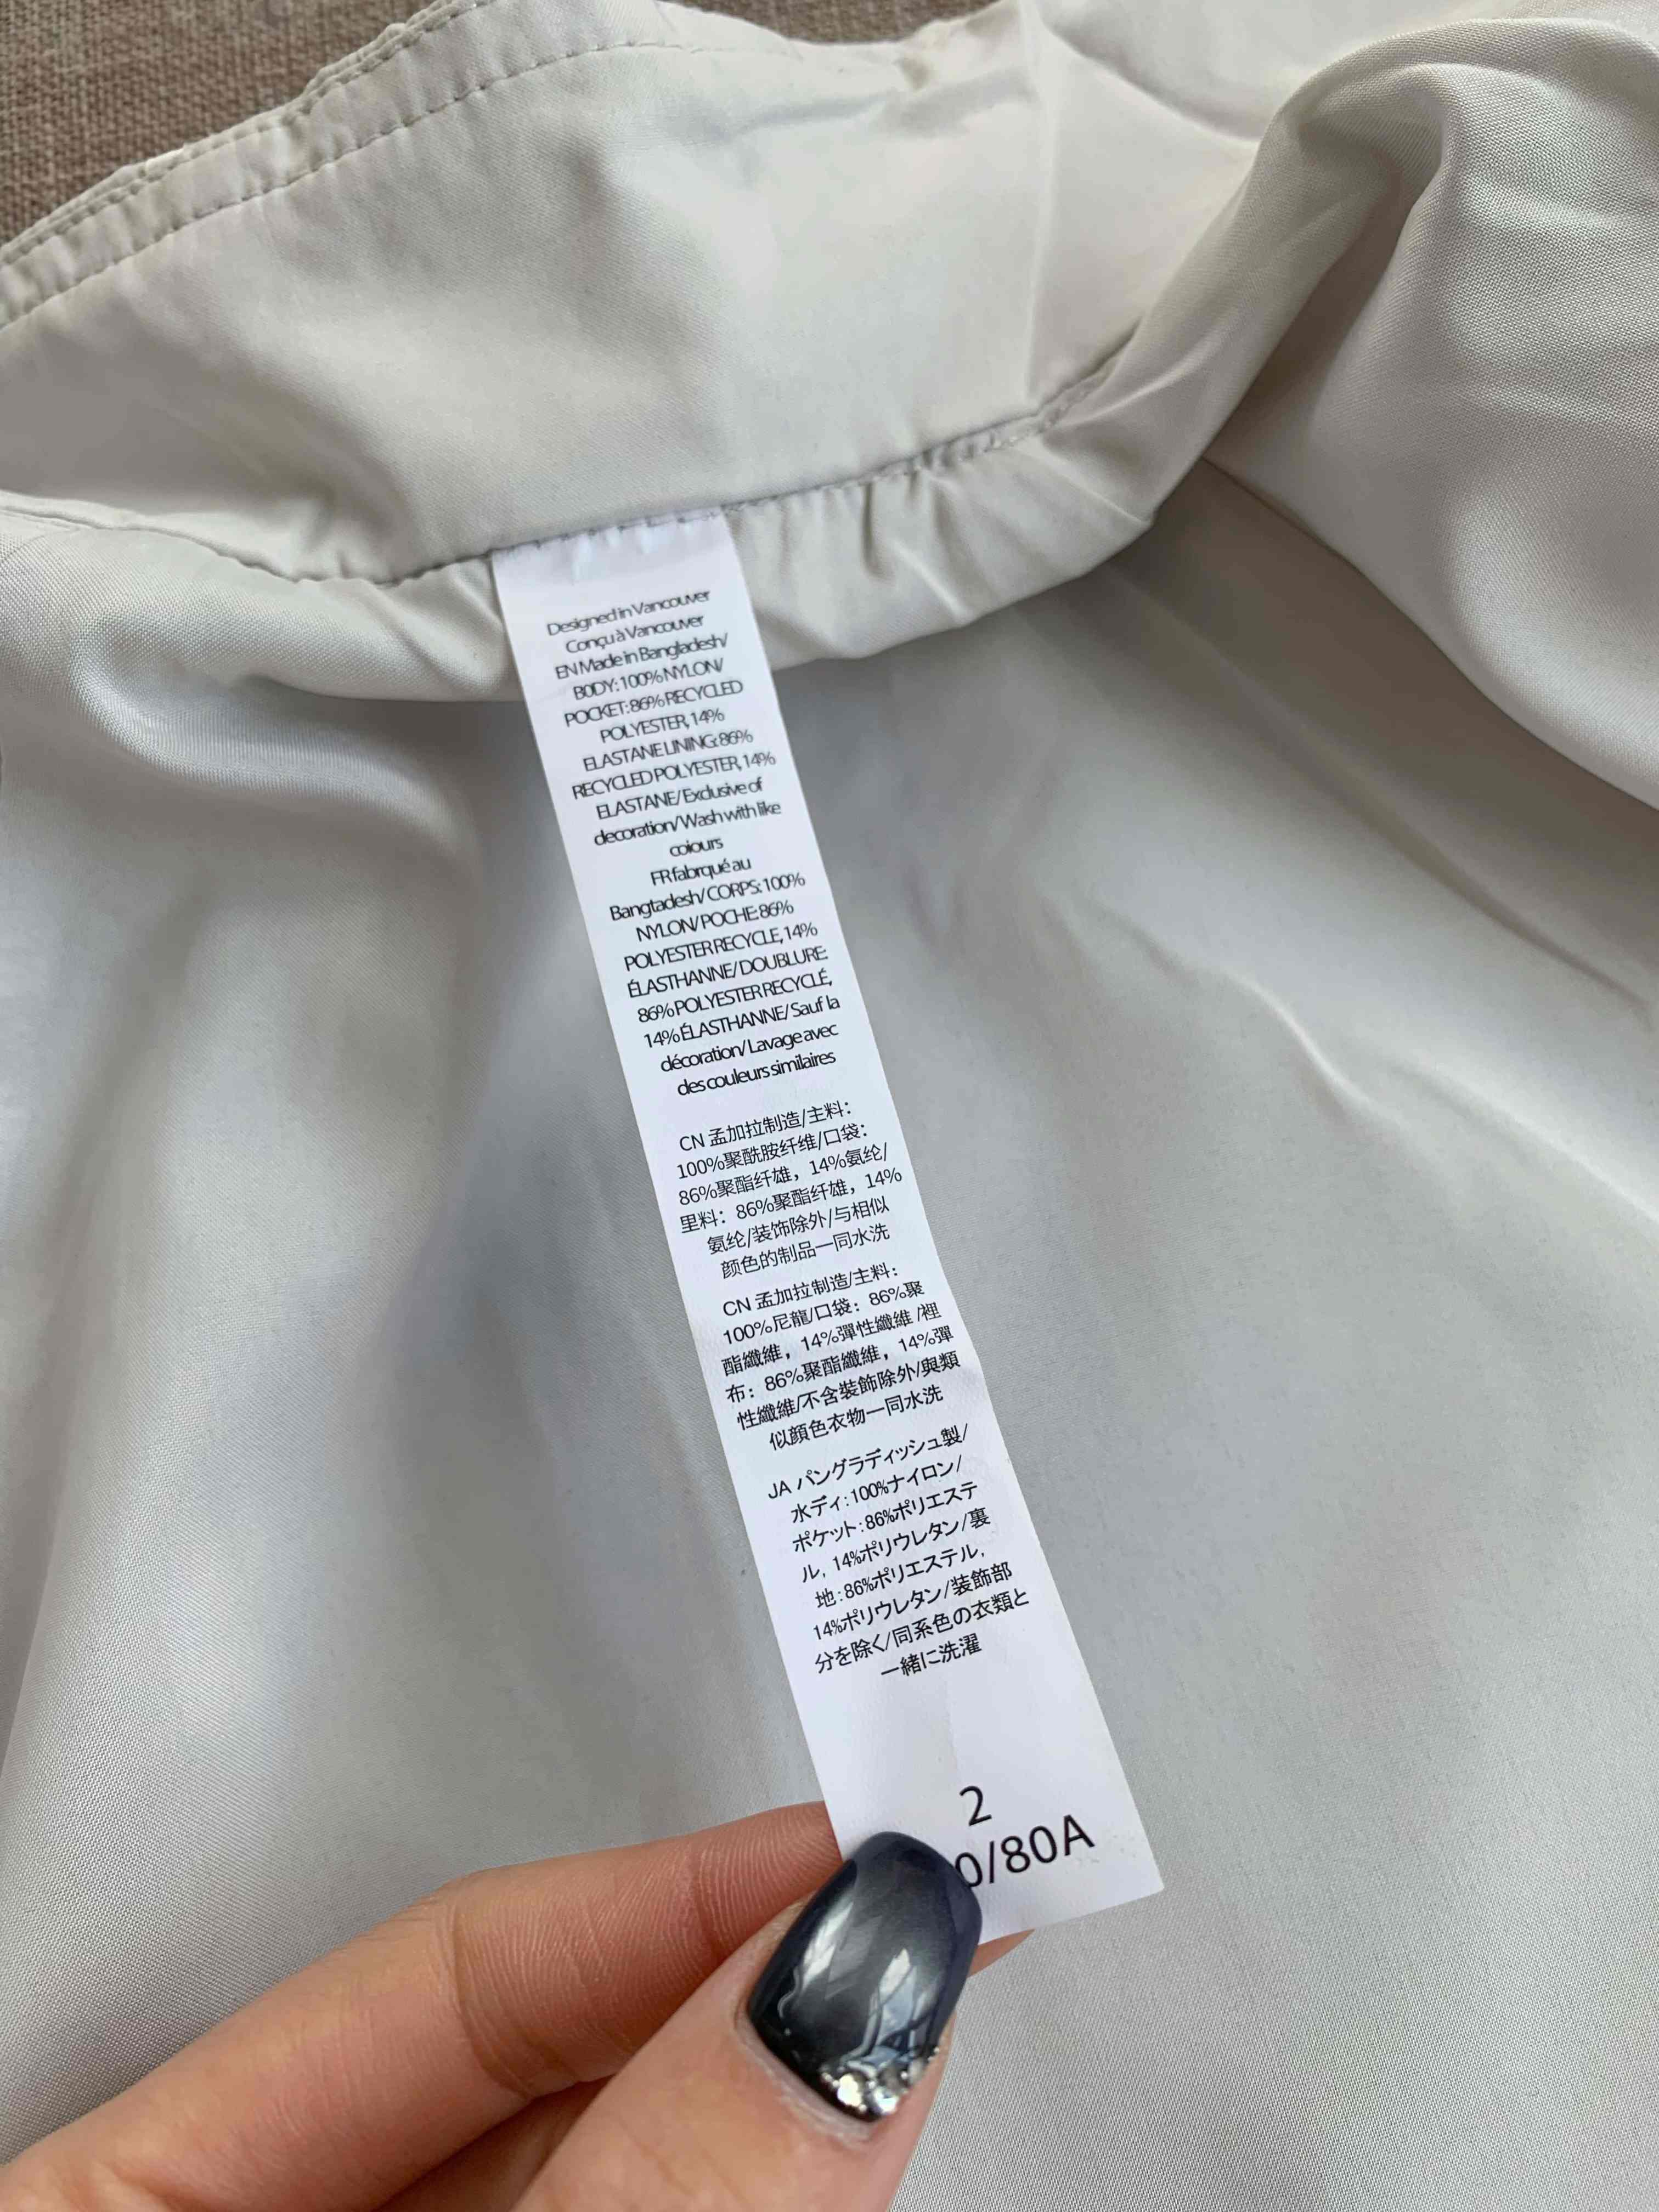 Designed in Vancouver
Conçu à Vancouver
EN Made in Bangladesh/
BODY: 100% NYLON/
POCKET: 86% RECYCLED
POLYESTER, 14%
ELASTANE LINING: 86%
RECYCLED POLYESTER, 14%
ELASTANE/ Exclusive of
decoration/ Wash with like
coiours
FR fabrqué au
Bangtadesh/ CORPS: 100%
NYLON/ POCHE: 86%
POLYESTER RECYCLE, 14%
ÉLASTHANNE/ DOUBLURE:
86% POLYESTER RECYCLÉ,
14% ÉLASTHANNE/ Sauf la
décoration/ Lavage avec
des couleurs similaires
CN 孟加拉制造/主料：
100%聚酰胺纤维/口袋：
86%聚酯纤雄，14%氨纶/
里料：86%聚酯纤雄，14%
氨纶/装饰除外/与相似
颜色的制品一同水洗
CN 孟加拉制造/主料：
100%尼龍/口袋：86%聚
酯纖維，14%彈性纖維 /裡
布：86%聚酯纖維，14%彈
性纖維/不含裝飾除外/與類
似顏色衣物一同水洗
JA パングラディッシュ製/
水ディ:100%ナイロン/
ポケット:86%ポリエステ
ル, 14%ポリウレタン/裏
地:86%ポリエステル,
14%ポリウレタン/装飾部
分を除く/同系色の衣類と
一緒に洗濯
2
0/80A